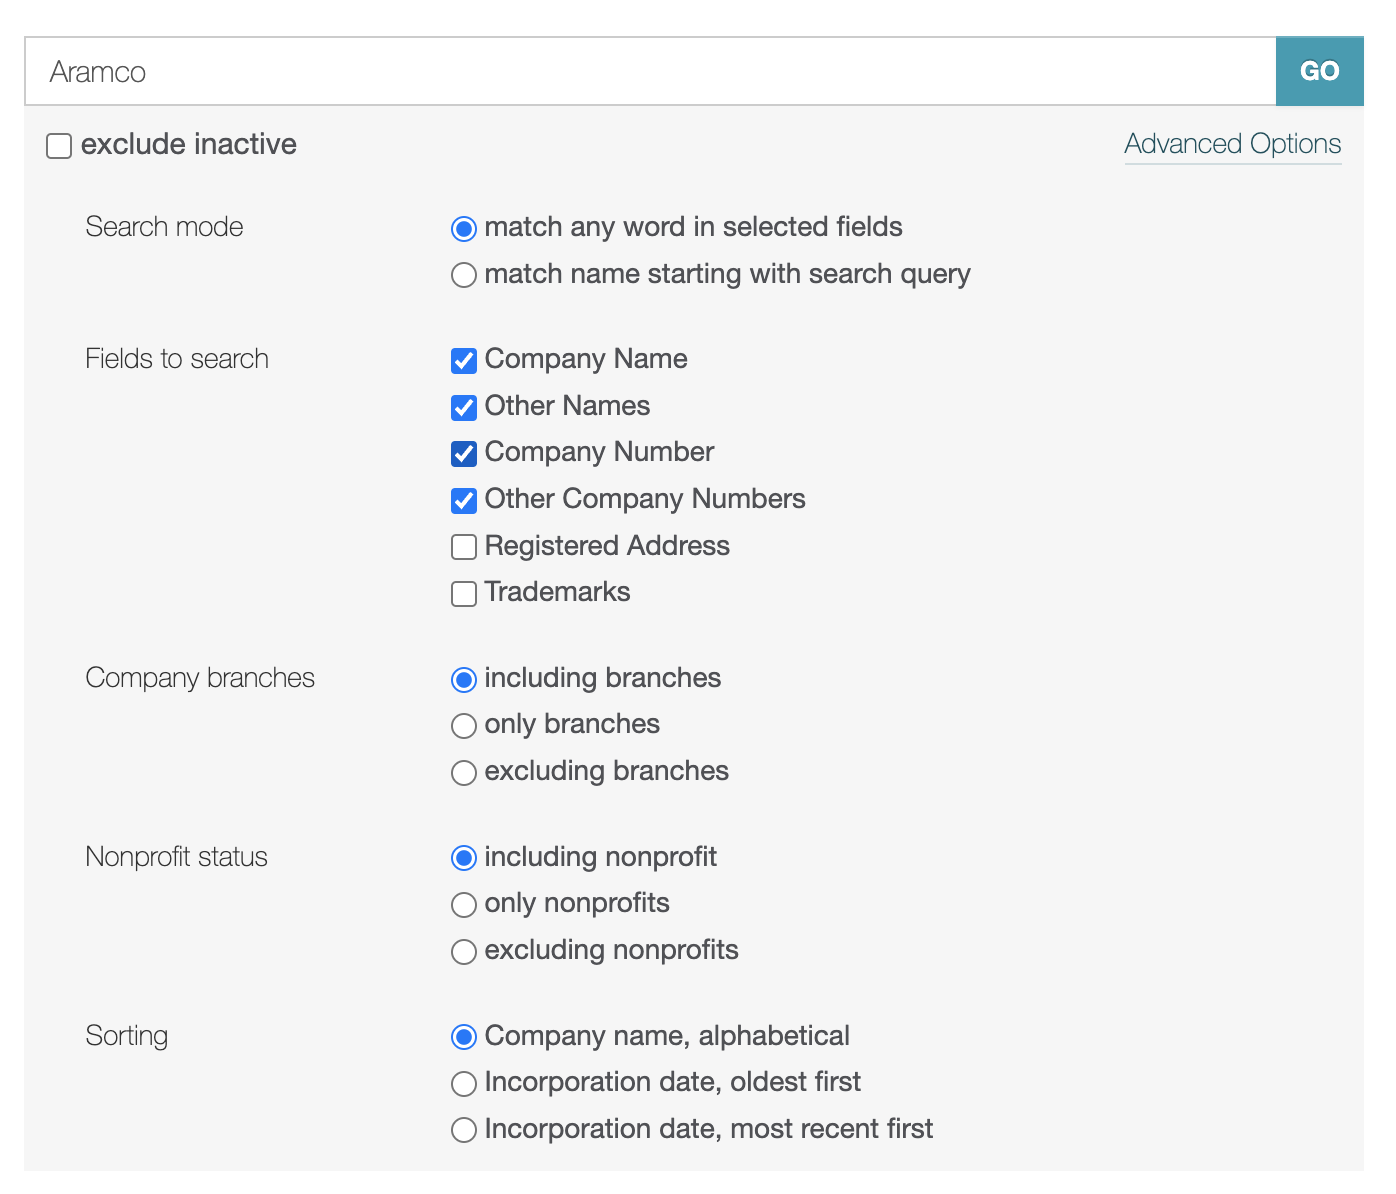 Aramco
GO
exclude inactive
Advanced Options
Search mode
match any word in selected fields
match name starting with search query
Fields to search
Company Name
Other Names
Company Number
Other Company Numbers
Registered Address
Trademarks
Company branches
including branches
only branches
excluding branches
Nonprofit status
including nonprofit
only nonprofits
excluding nonprofits
Sorting
Company name, alphabetical
Incorporation date, oldest first
Incorporation date, most recent first